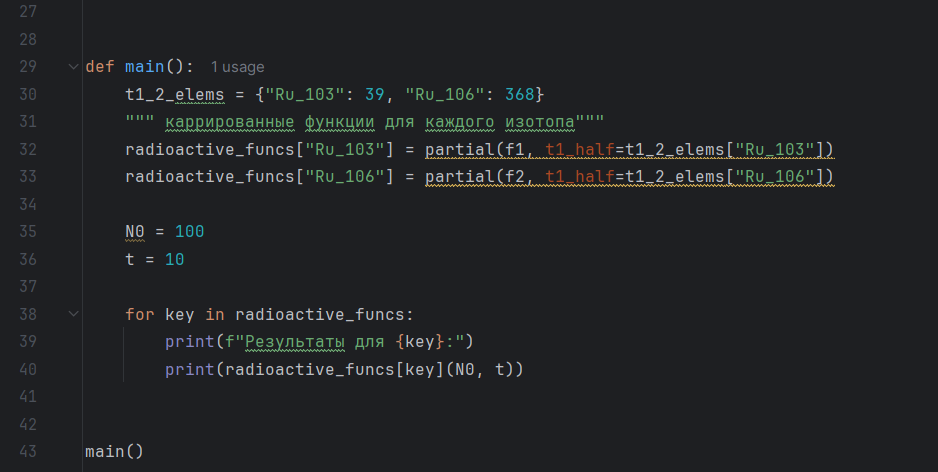 27
28
29 def main(): 1 usage
30     t1_2_elems = {"Ru_103": 39, "Ru_106": 368}
31     """ каррированные функции для каждого изотопа"""
32     radioactive_funcs["Ru_103"] = partial(f1, t1_half=t1_2_elems["Ru_103"])
33     radioactive_funcs["Ru_106"] = partial(f2, t1_half=t1_2_elems["Ru_106"])
34
35     N0 = 100
36     t = 10
37
38     for key in radioactive_funcs:
39         print(f"Результаты для {key}:")
40         print(radioactive_funcs[key](N0, t))
41
42
43 main()